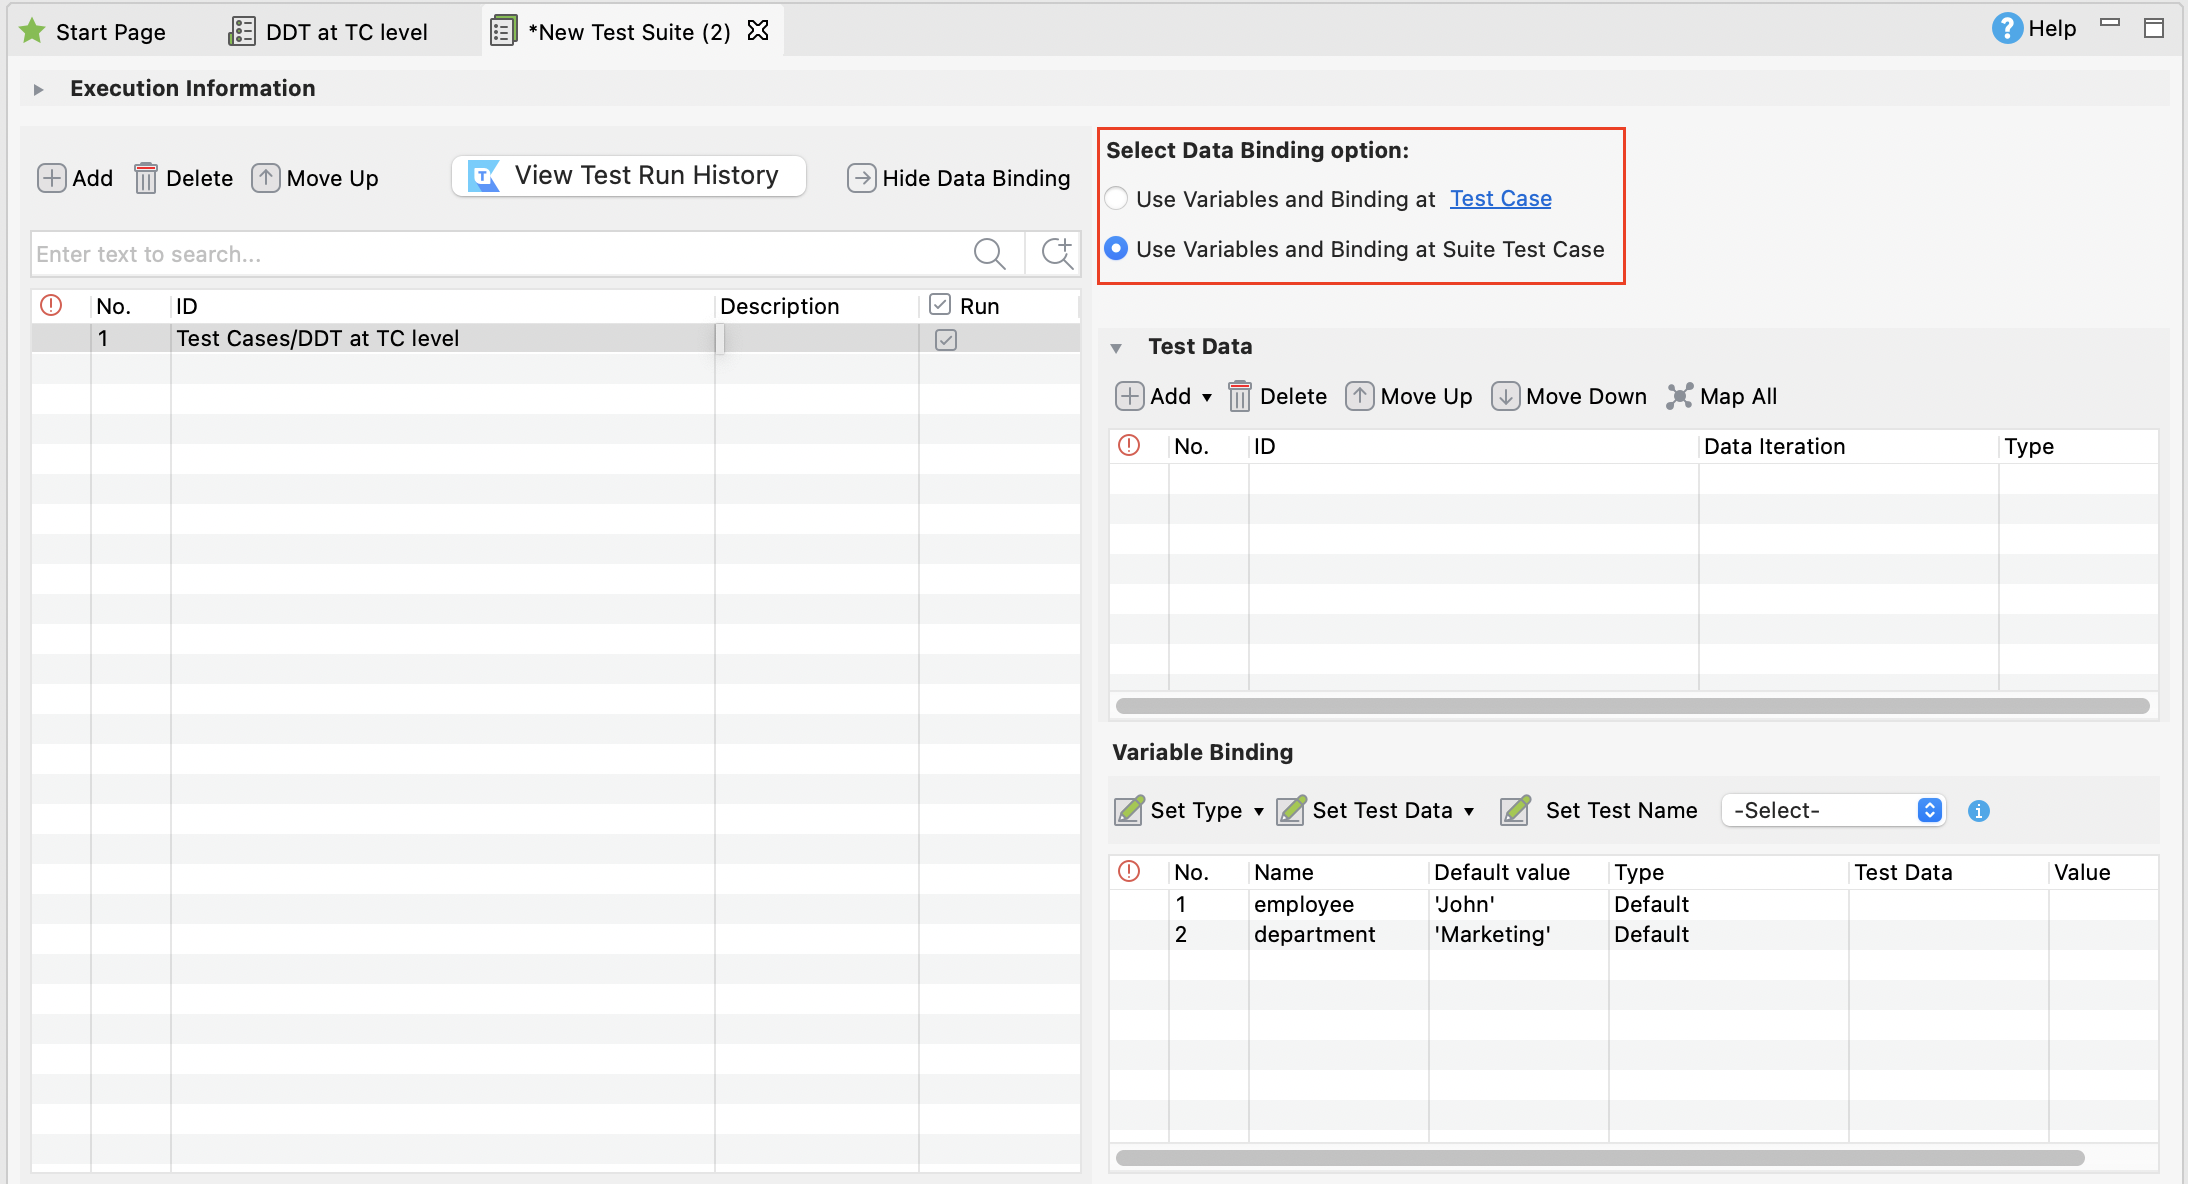 Start Page DDT at TC level *New Test Suite (2) Help
Execution Information
Add Delete Move Up View Test Run History Hide Data Binding
Enter text to search...
No. ID Description Run
1 Test Cases/DDT at TC level
Select Data Binding option:
Use Variables and Binding at Test Case
Use Variables and Binding at Suite Test Case
Test Data
Add Delete Move Up Move Down Map All
No. ID Data Iteration Type
Variable Binding
Set Type Set Test Data Set Test Name -Select-
No. Name Default value Type Test Data Value
1 employee 'John' Default
2 department 'Marketing' Default